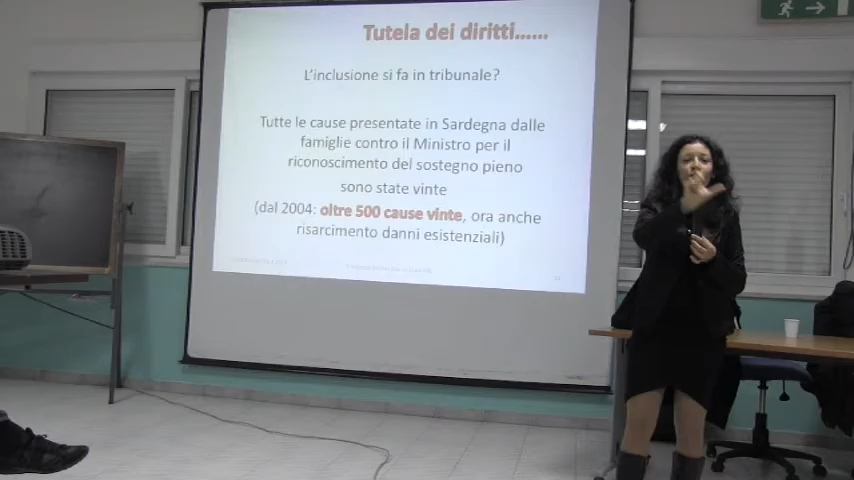 Tutela dei diritti......
L'inclusione si fa in tribunale?
Tutte le cause presentate in Sardegna dalle
famiglie contro il Ministro per il
riconoscimento del sostegno pieno
sono state vinte
(dal 2004: oltre 500 cause vinte, ora anche
risarcimento danni esistenziali)